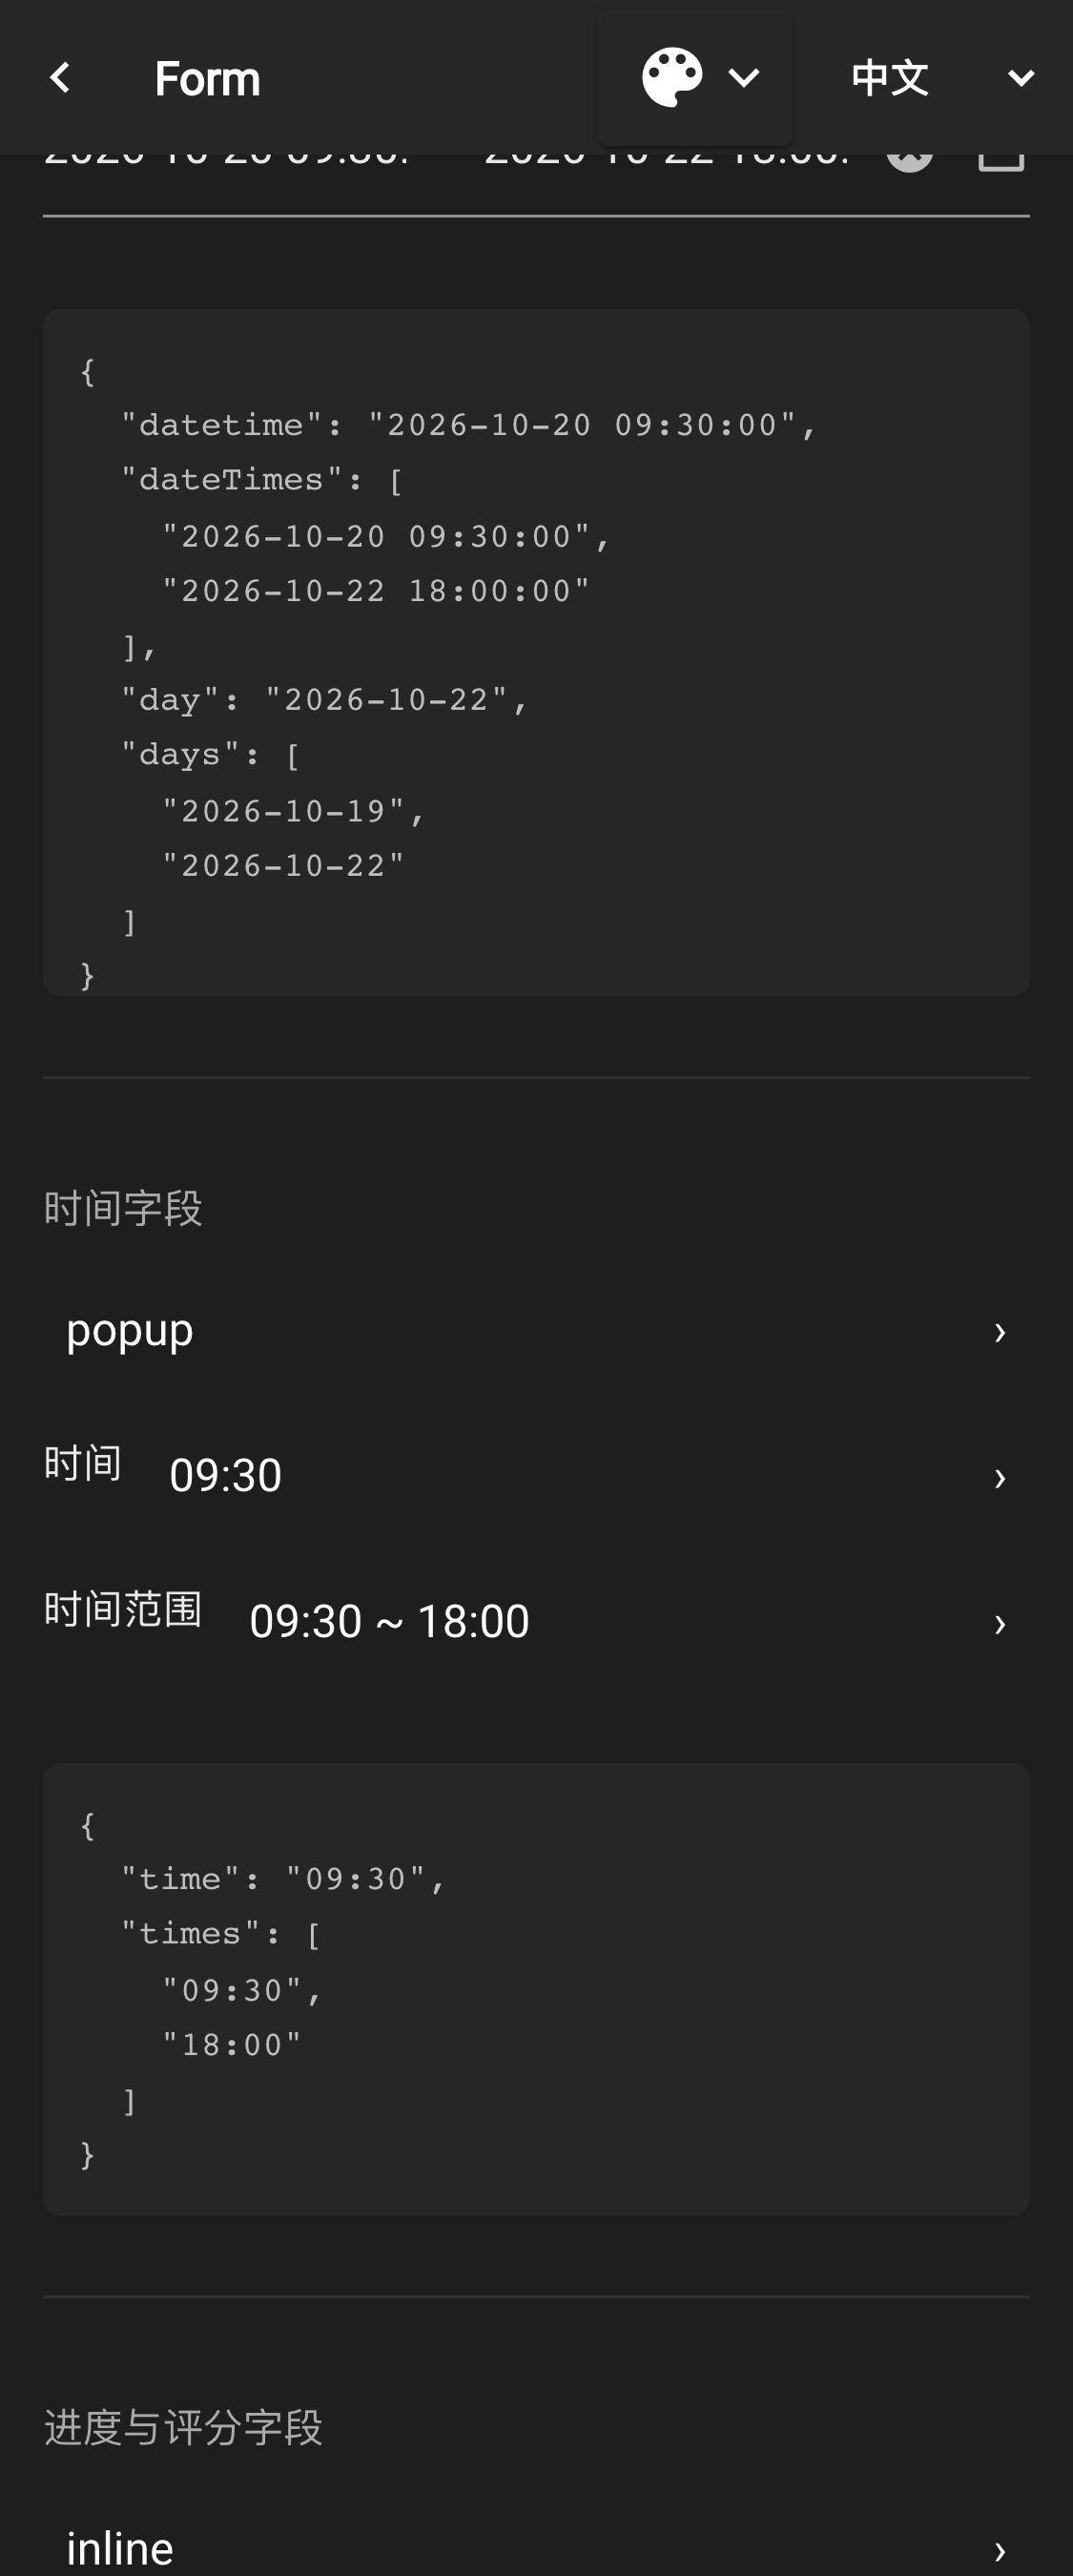 Form
中文
{
"datetime": "2026-10-20 09:30:00",
"dateTimes": [
"2026-10-20 09:30:00",
"2026-10-22 18:00:00"
],
"day": "2026-10-22",
"days": [
"2026-10-19",
"2026-10-22"
]
}
时间字段
popup
时间 09:30
时间范围 09:30 ~ 18:00
{
"time": "09:30",
"times": [
"09:30",
"18:00"
]
}
进度与评分字段
inline